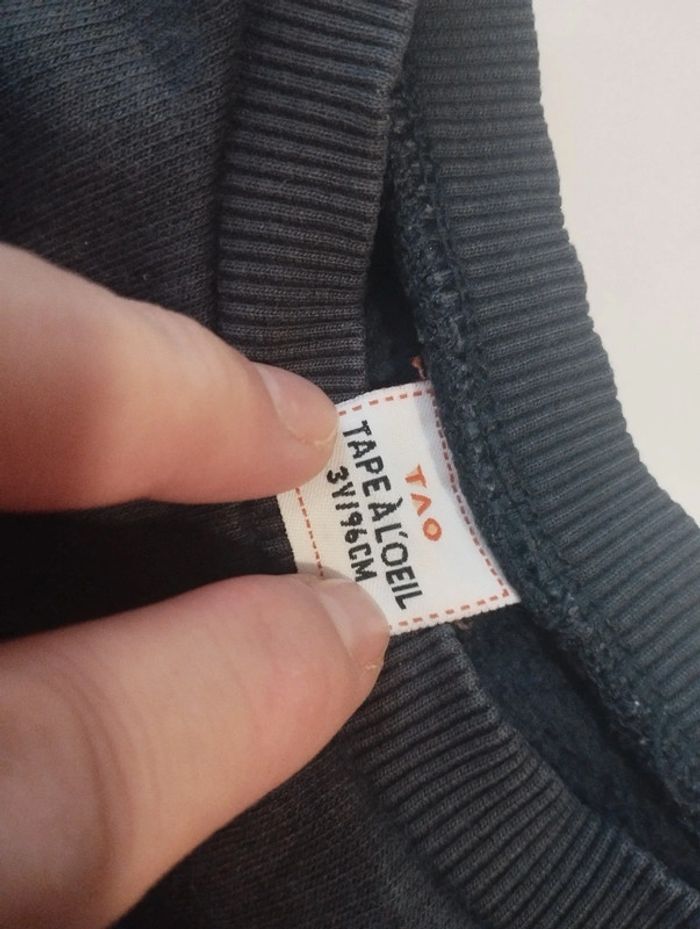 TAO
TAPE À L'OEIL
3Y/96CM